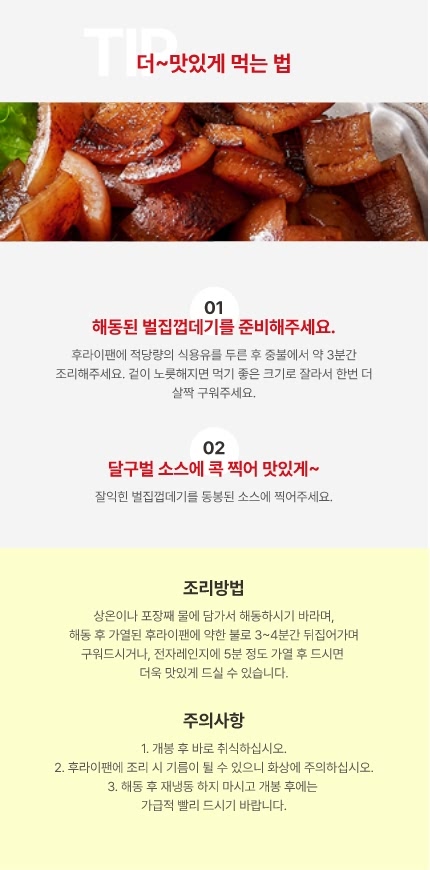 TIP
더~맛있게 먹는 법
01
해동된 벌집껍데기를 준비해주세요.
후라이팬에 적당량의 식용유를 두른 후 중불에서 약 3분간
조리해주세요. 겉이 노릇해지면 먹기 좋은 크기로 잘라서 한번 더
살짝 구워주세요.
02
달구벌 소스에 콕 찍어 맛있게~
잘익힌 벌집껍데기를 동봉된 소스에 찍어주세요.
조리방법
상온이나 포장째 물에 담가서 해동하시기 바라며,
해동 후 가열된 후라이팬에 약한 불로 3~4분간 뒤집어가며
구워드시거나, 전자레인지에 5분 정도 가열 후 드시면
더욱 맛있게 드실 수 있습니다.
주의사항
1. 개봉 후 바로 취식하십시오.
2. 후라이팬에 조리 시 기름이 튈 수 있으니 화상에 주의하십시오.
3. 해동 후 재냉동 하지 마시고 개봉 후에는
가급적 빨리 드시기 바랍니다.